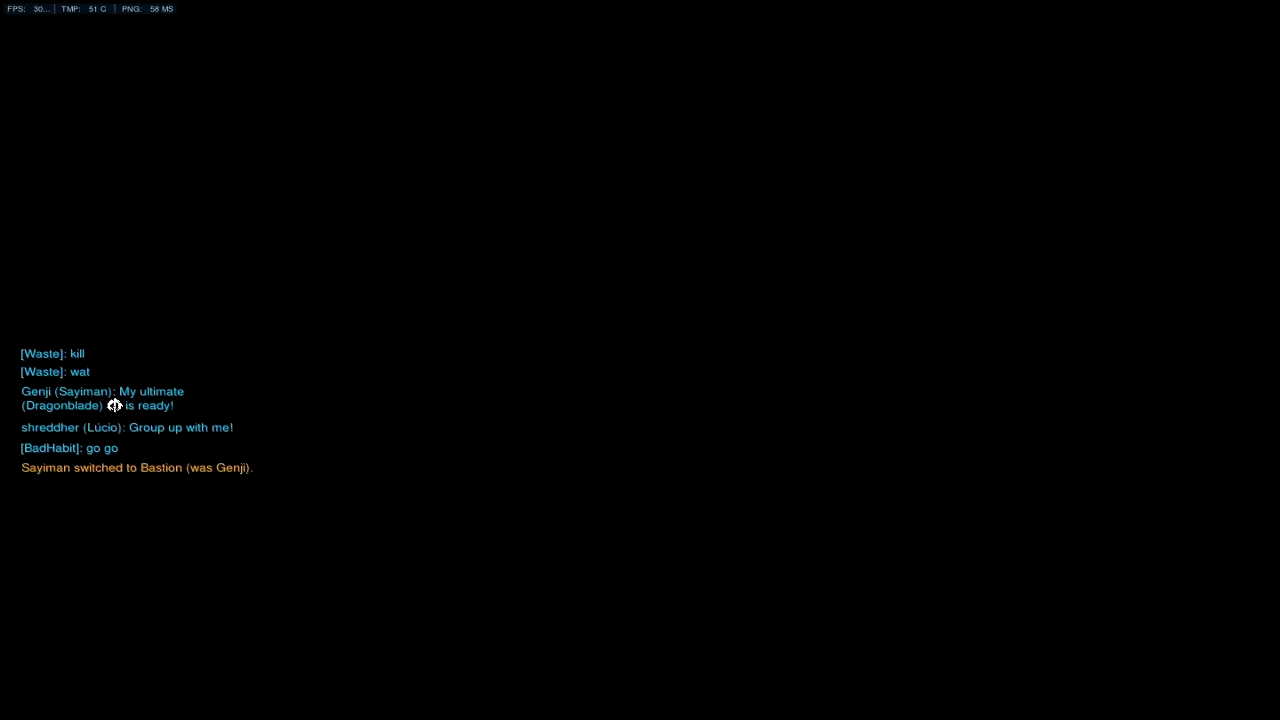 FPS: 30... | TMP: 51 C | PNG: 58 MS
[Waste]: kill
[Waste]: wat
Genji (Sayiman): My ultimate
(Dragonblade) is ready!
shreddher (Lúcio): Group up with me!
[BadHabit]: go go
Sayiman switched to Bastion (was Genji).